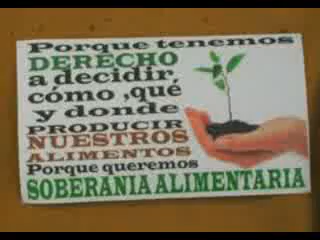 Porque tenemos
DERECHO
a decidir,
cómo ,qué
y donde
PRODUCIR
NUESTROS
ALIMENTOS
Porque queremos
SOBERANIA ALIMENTARIA